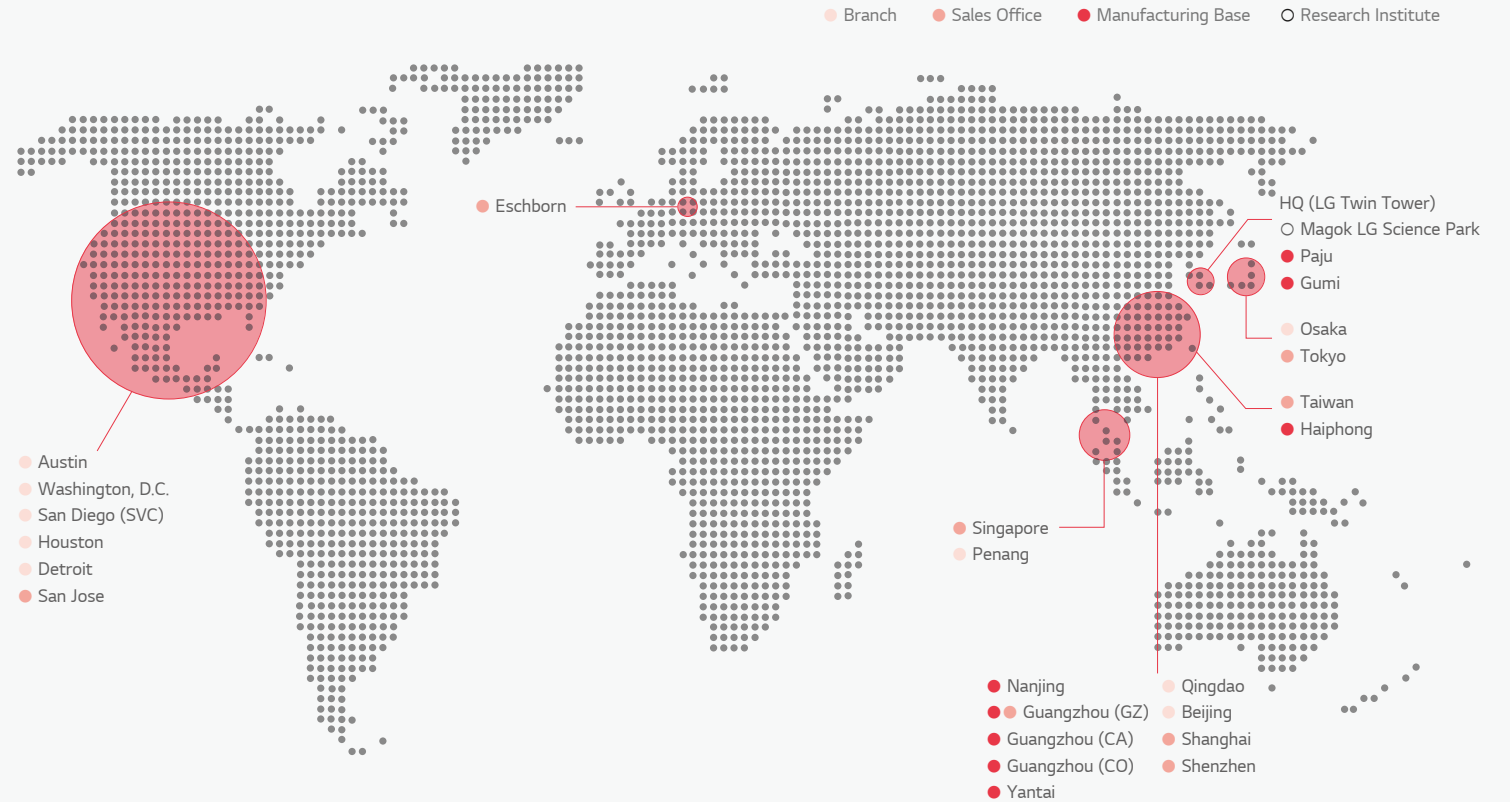 Branch
Sales Office
Manufacturing Base
Research Institute
Eschborn
HQ (LG Twin Tower)
Magok LG Science Park
Paju
Gumi
Osaka
Tokyo
Taiwan
Haiphong
Austin
Washington, D.C.
San Diego (SVC)
Houston
Detroit
San Jose
Singapore
Penang
Nanjing
Guangzhou (GZ)
Guangzhou (CA)
Guangzhou (CO)
Yantai
Qingdao
Beijing
Shanghai
Shenzhen